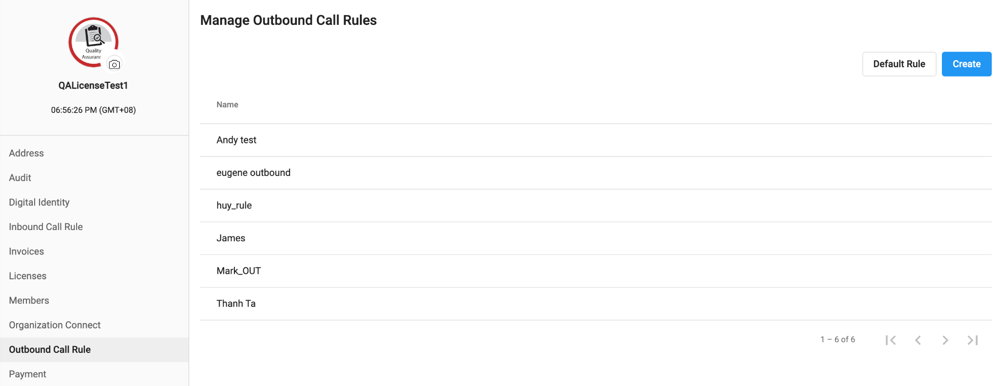 Quality
Assuranc
QALicenseTest1
06:56:26 PM (GMT+08)
Address
Audit
Digital Identity
Inbound Call Rule
Invoices
Licenses
Members
Organization Connect
Outbound Call Rule
Payment
Manage Outbound Call Rules
Default Rule
Create
Name
Andy test
eugene outbound
huy_rule
James
Mark_OUT
Thanh Ta
1 – 6 of 6